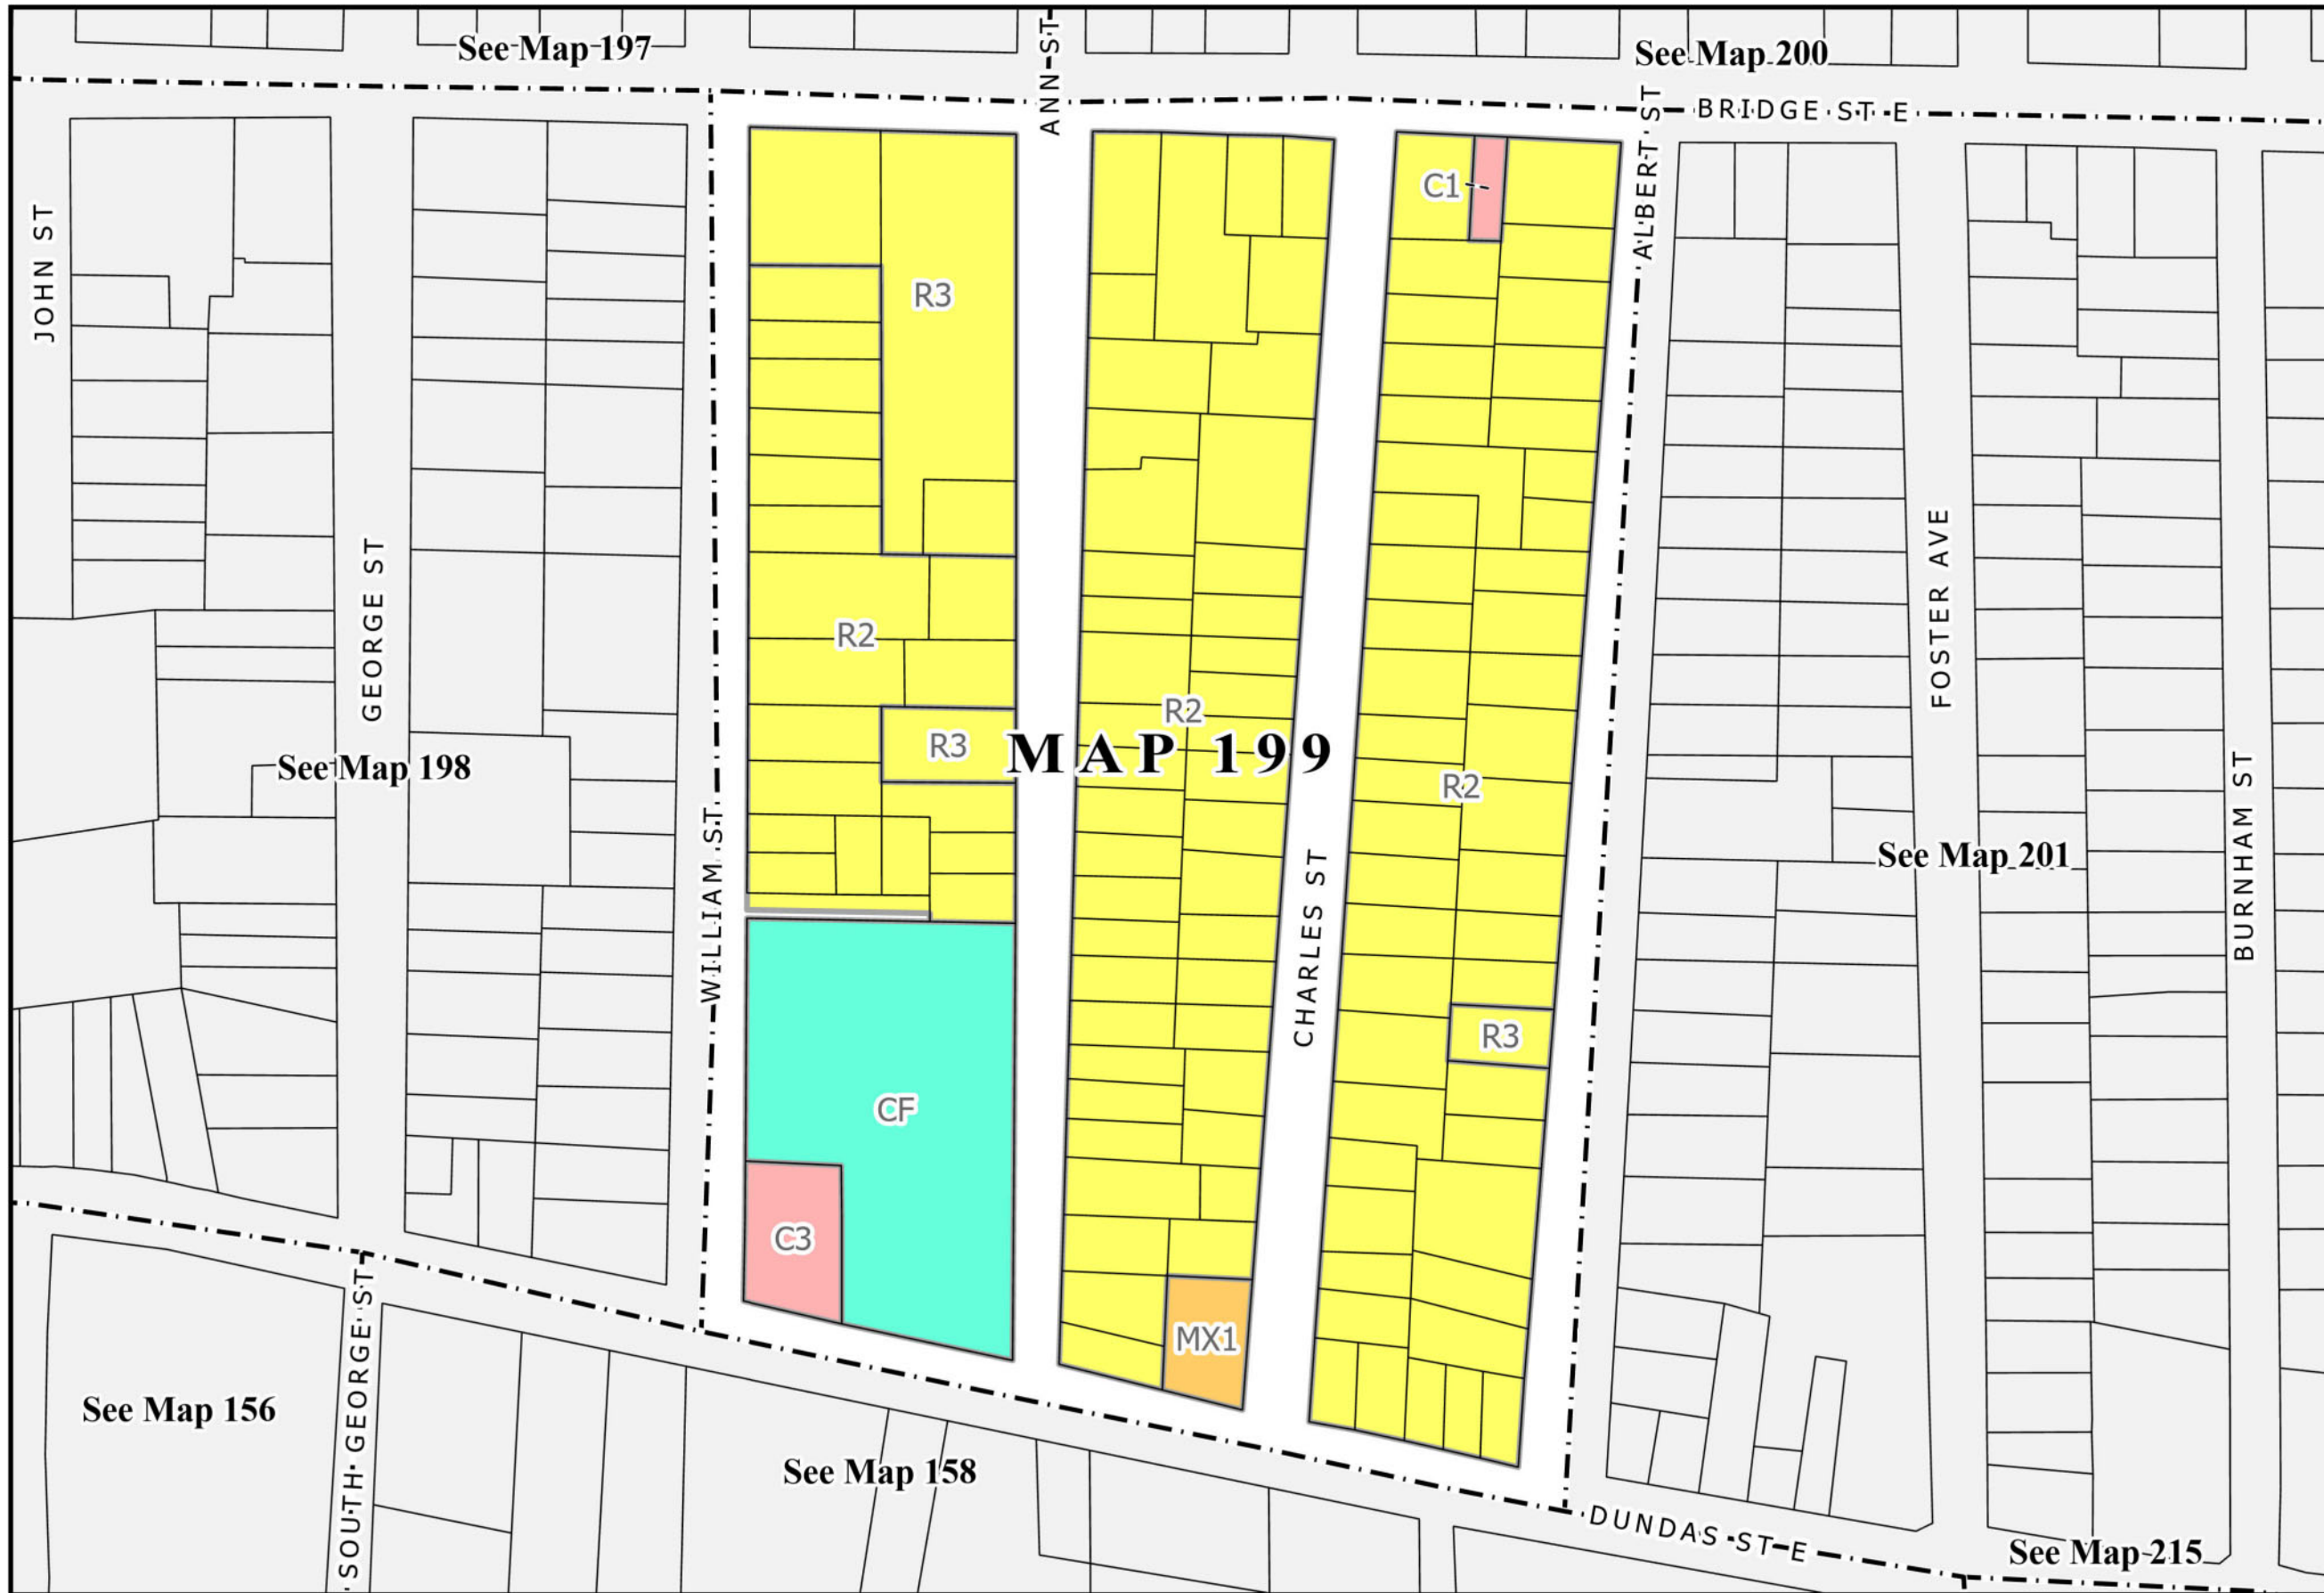 See Map 197
ANN ST
See Map 200
BRIDGE ST E
ALBERT ST
C1
JOHN ST
R3
GEORGE ST
FOSTER AVE
R2
R2
R3
MAP 199
See Map 198
R2
WILLIAM ST
CHARLES ST
See Map 201
BURNHAM ST
R3
CF
C3
MX1
SOUTH GEORGE ST
See Map 156
See Map 158
DUNDAS ST E
See Map 215